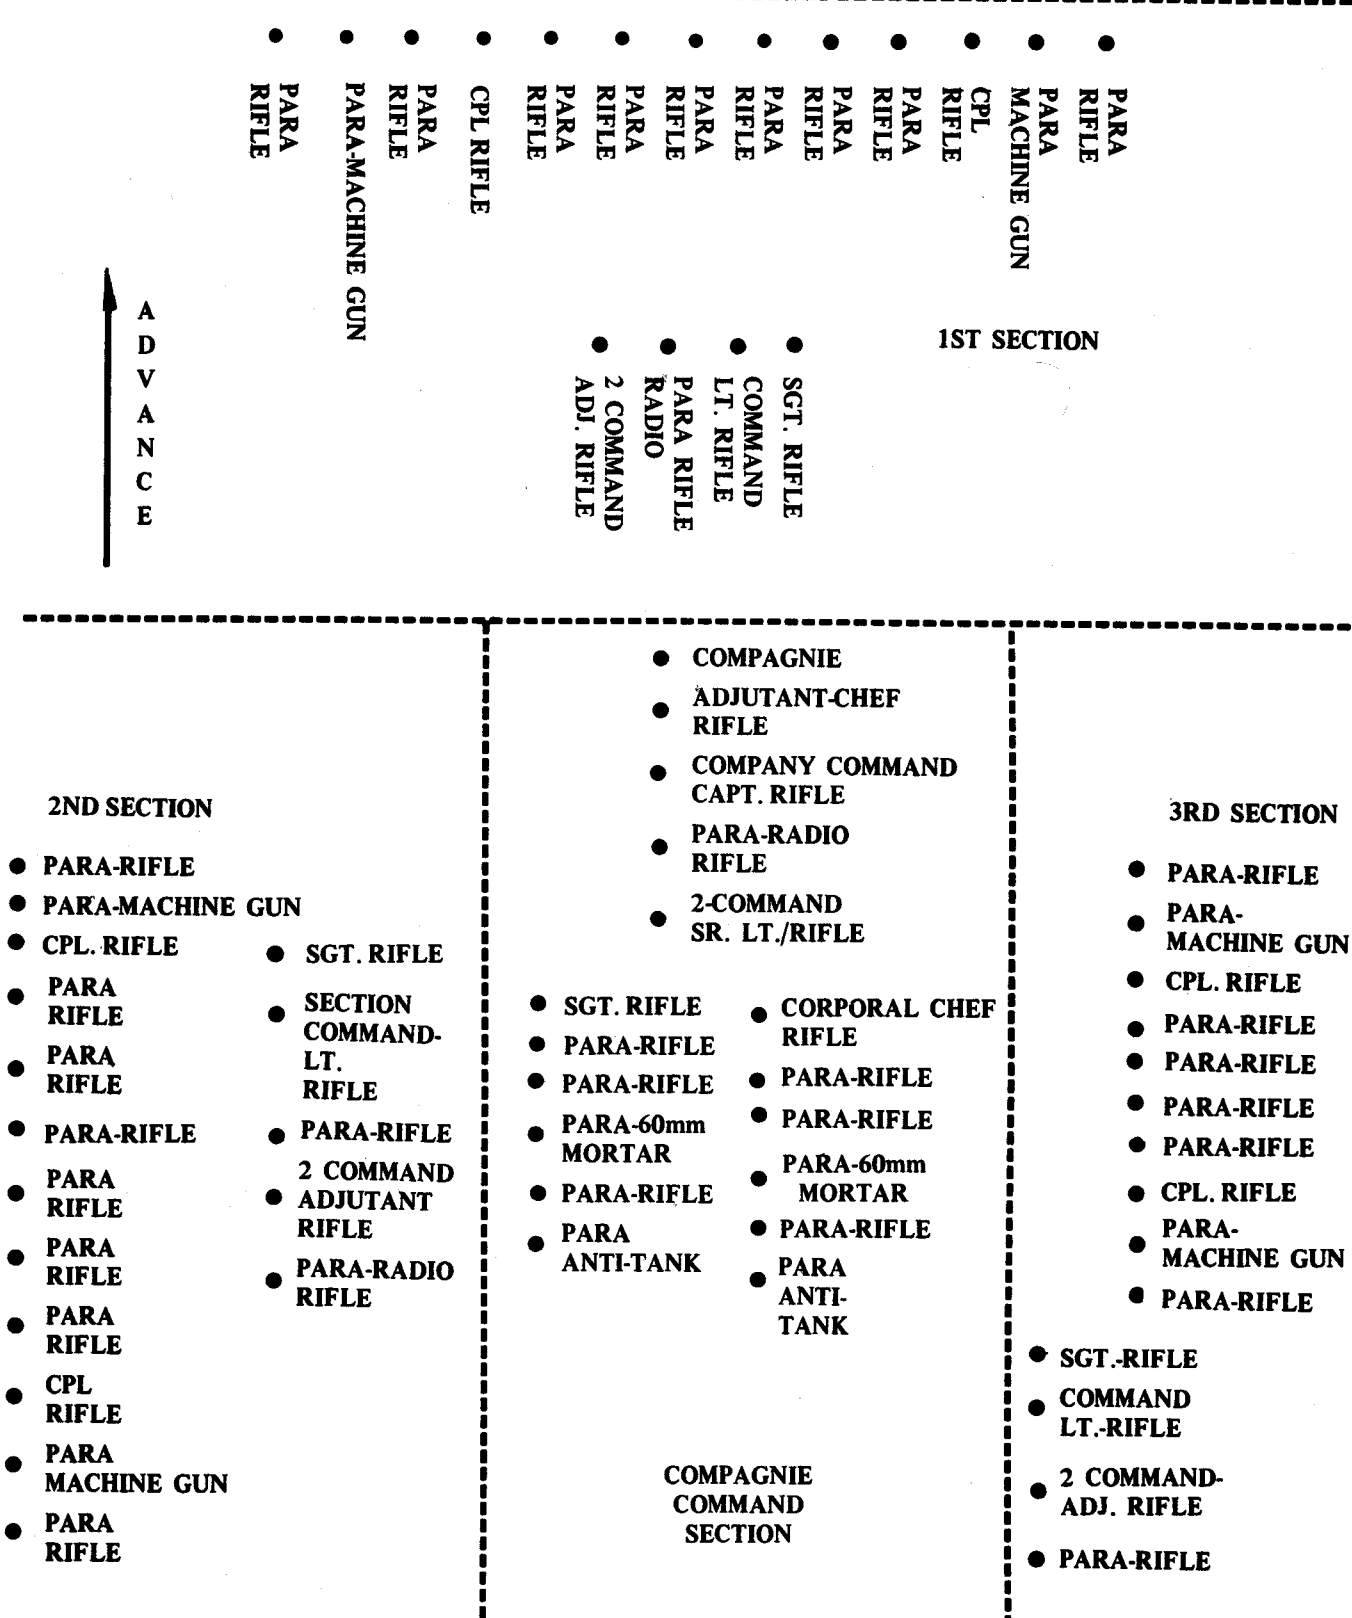 PARA
RIFLE
PARA-MACHINE GUN
PARA
RIFLE
CPL RIFLE
PARA
RIFLE
PARA
RIFLE
PARA
RIFLE
PARA
RIFLE
PARA
RIFLE
PARA
RIFLE
CPL
RIFLE
PARA
MACHINE GUN
PARA
RIFLE
ADVANCE
1ST SECTION
2 COMMAND
ADJ. RIFLE
PARA RIFLE
RADIO
COMMAND
LT. RIFLE
SGT. RIFLE
2ND SECTION
PARA-RIFLE
PARA-MACHINE GUN
CPL. RIFLE
PARA
RIFLE
PARA
RIFLE
PARA-RIFLE
PARA
RIFLE
PARA
RIFLE
PARA
RIFLE
CPL
RIFLE
PARA
MACHINE GUN
PARA
RIFLE
SGT. RIFLE
SECTION
COMMAND-
LT.
RIFLE
PARA-RIFLE
2 COMMAND
ADJUTANT
RIFLE
PARA-RADIO
RIFLE
COMPAGNIE
ADJUTANT-CHEF
RIFLE
COMPANY COMMAND
CAPT. RIFLE
PARA-RADIO
RIFLE
2-COMMAND
SR. LT./RIFLE
SGT. RIFLE
PARA-RIFLE
PARA-RIFLE
PARA-60mm
MORTAR
PARA-RIFLE
PARA
ANTI-TANK
CORPORAL CHEF
RIFLE
PARA-RIFLE
PARA-RIFLE
PARA-60mm
MORTAR
PARA-RIFLE
PARA
ANTI-
TANK
COMPAGNIE
COMMAND
SECTION
3RD SECTION
PARA-RIFLE
PARA-
MACHINE GUN
CPL. RIFLE
PARA-RIFLE
PARA-RIFLE
PARA-RIFLE
PARA-RIFLE
CPL. RIFLE
PARA-
MACHINE GUN
PARA-RIFLE
SGT.-RIFLE
COMMAND
LT.-RIFLE
2 COMMAND-
ADJ. RIFLE
PARA-RIFLE